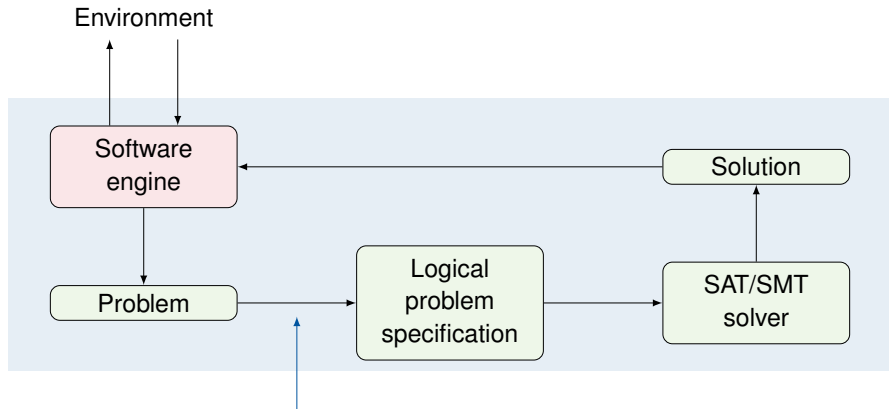 Environment
Software
engine
Solution
Problem
Logical
problem
specification
SAT/SMT
solver